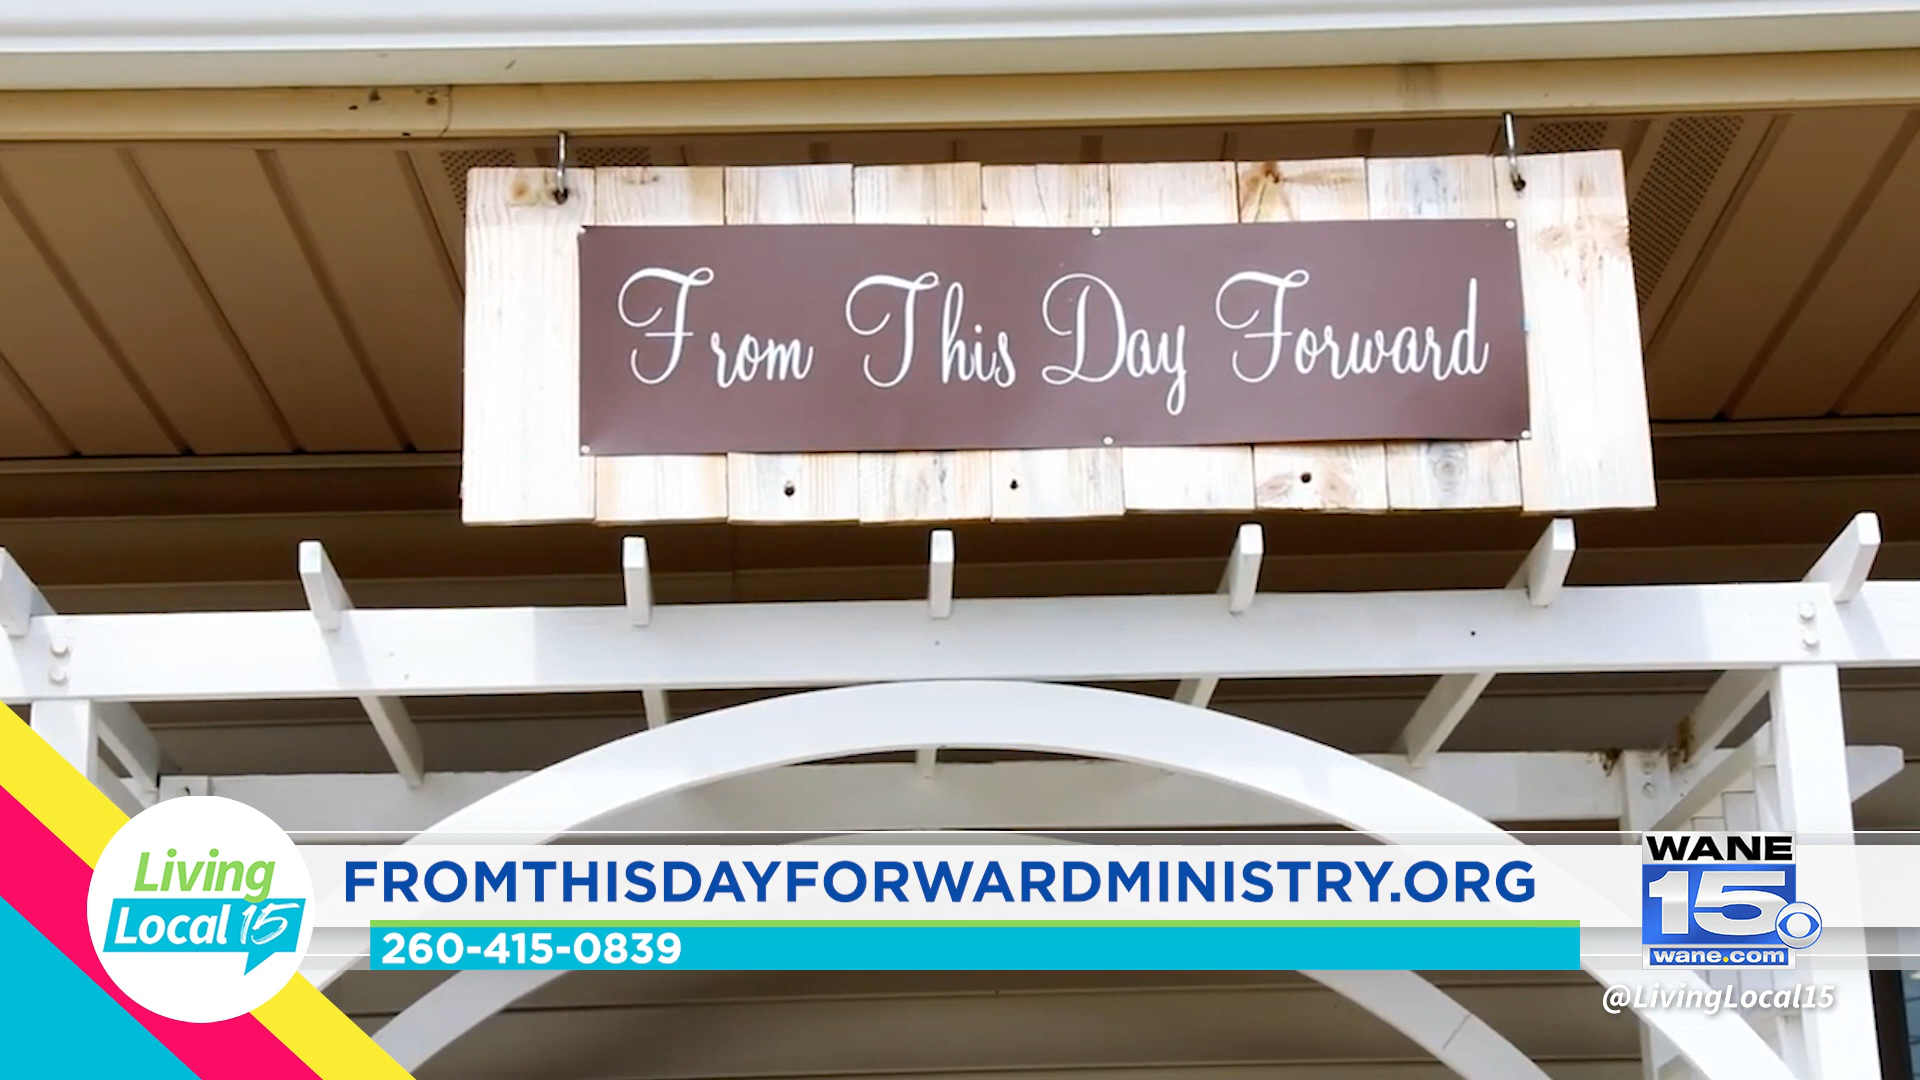 From This Day Forward
Living
Local 15
FROMTHISDAYFORWARDMINISTRY.ORG
260-415-0839
WANE
15
wane.com
@LivingLocal15